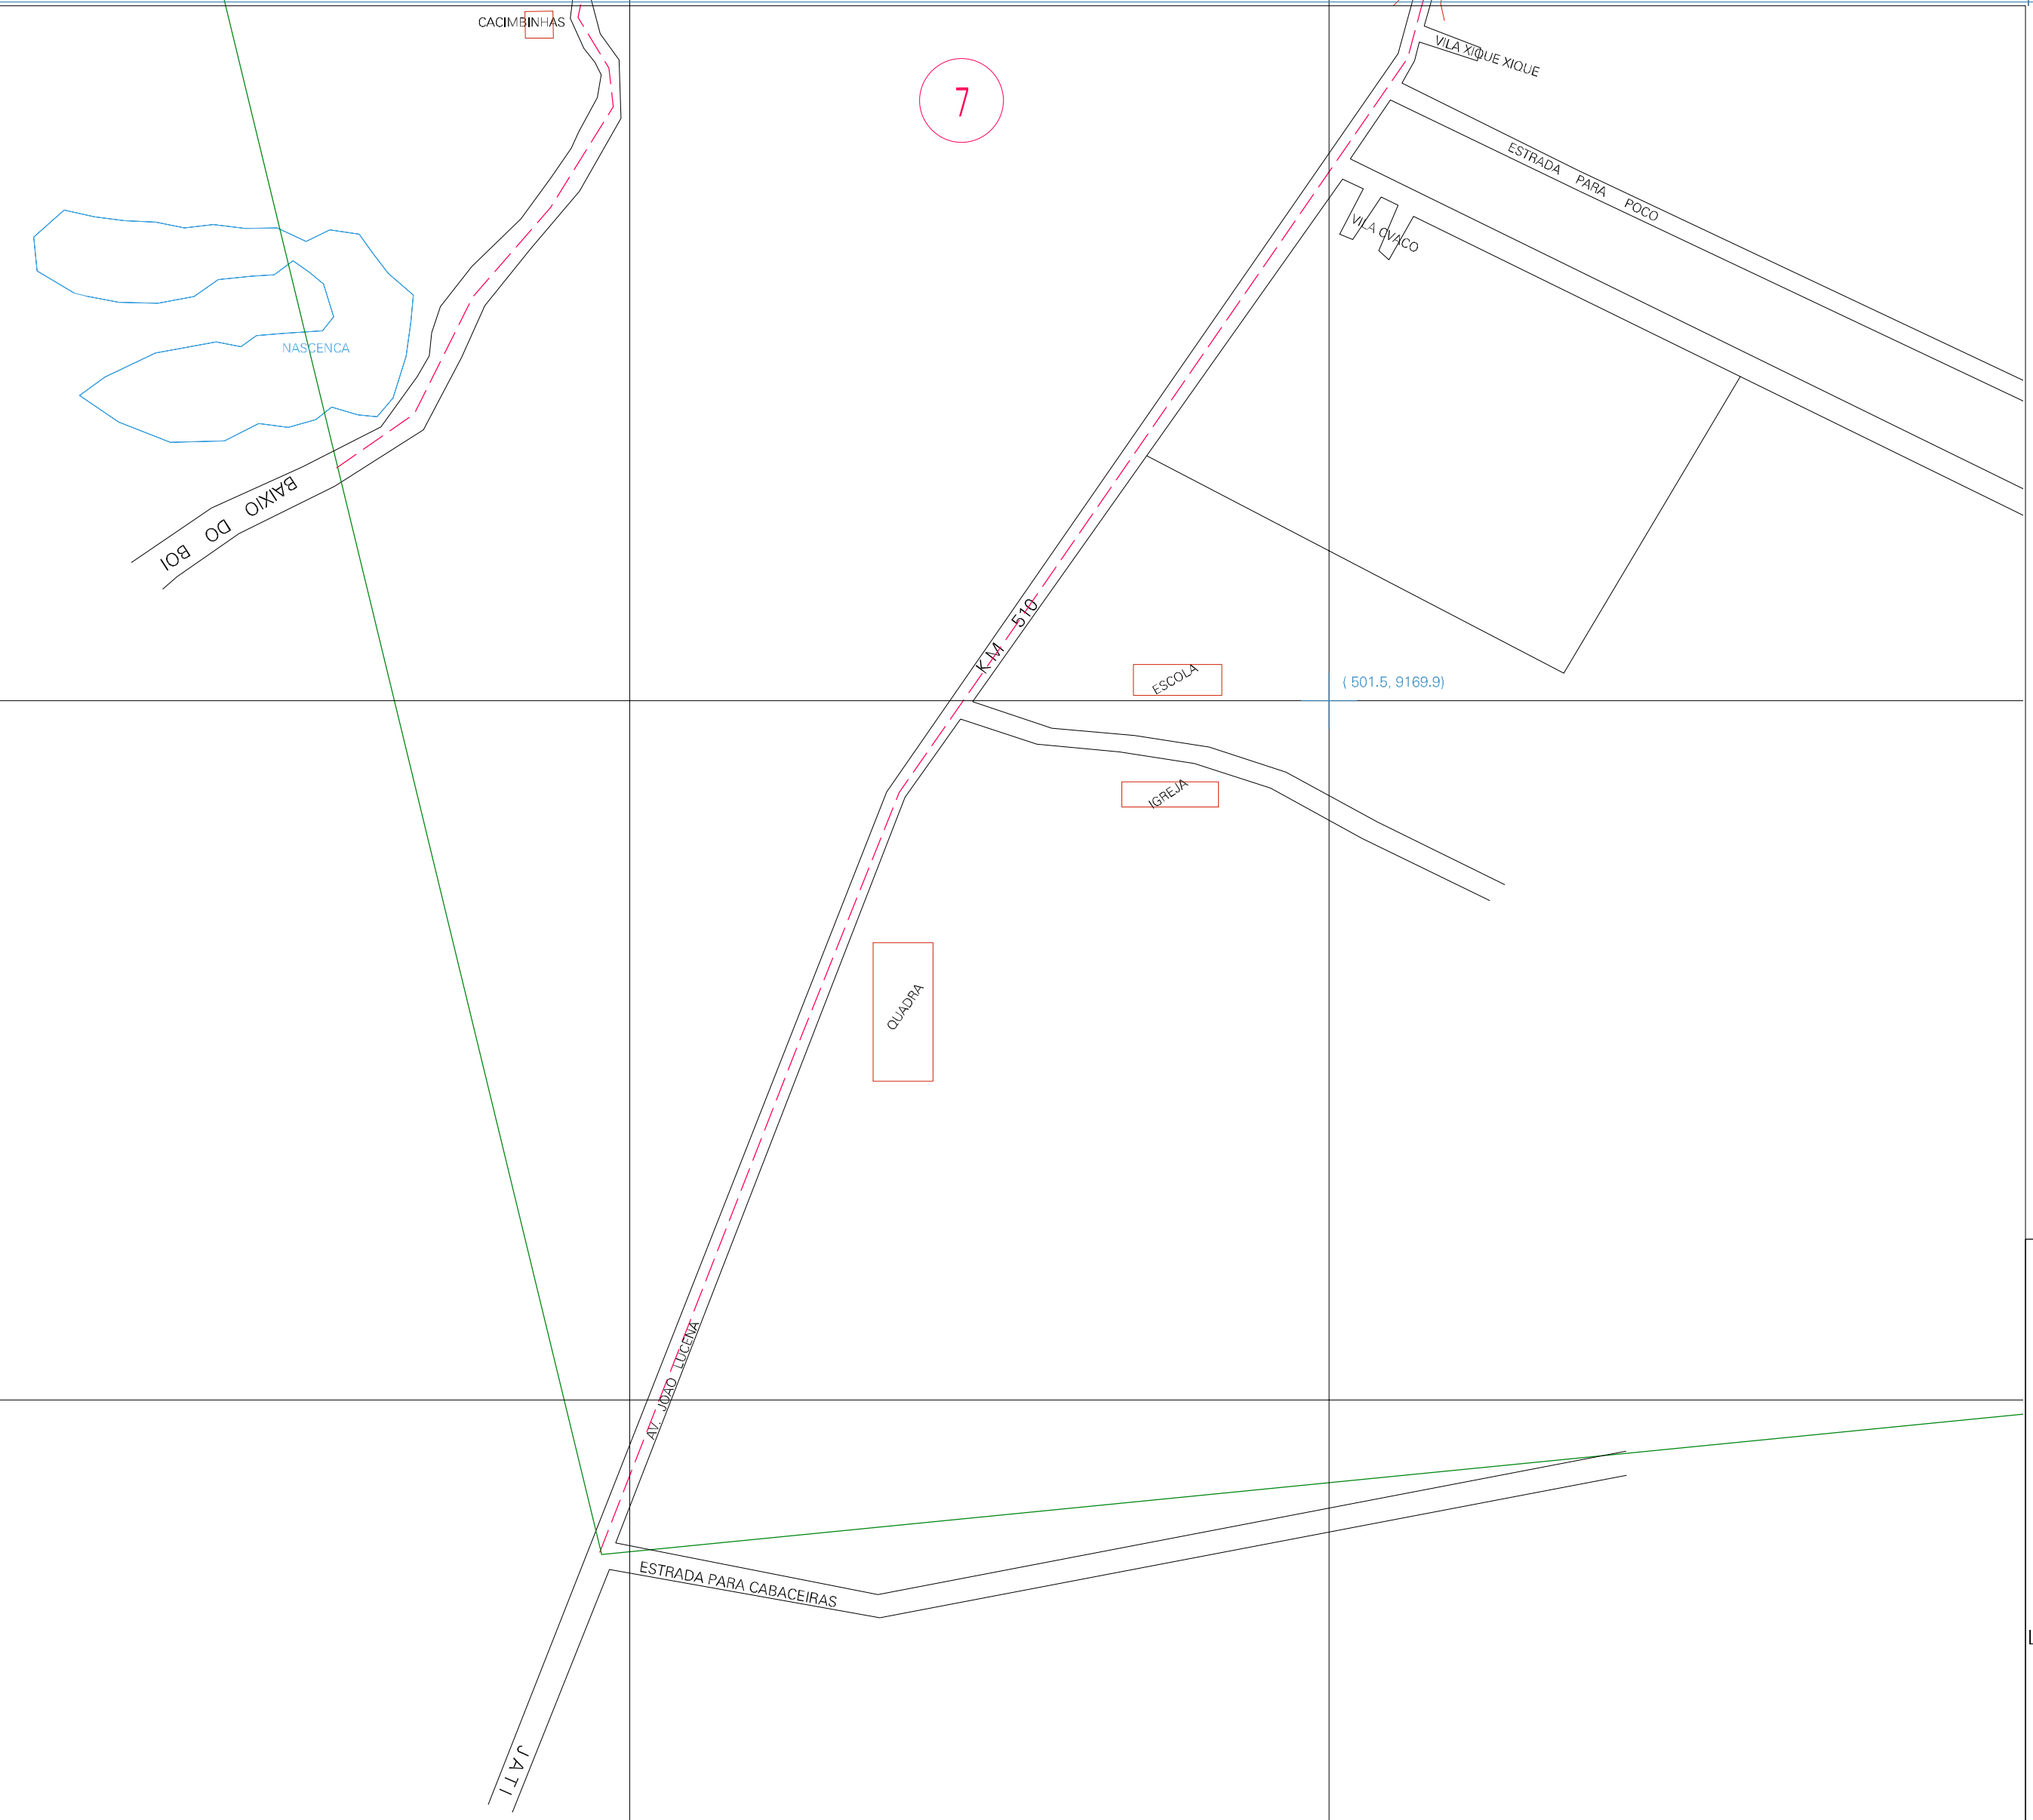 CACIMBINHAS
VILA XIQUE XIQUE
7
ESTRADA PARA POCO
VILA OVACO
NASCENCA
BAIXIO DO BOI
KM 510
ESCOLA
( 501.5, 9169.9)
IGREJA
QUADRA
AV. JOAO LUCENA
ESTRADA PARA CABACEIRAS
JATI